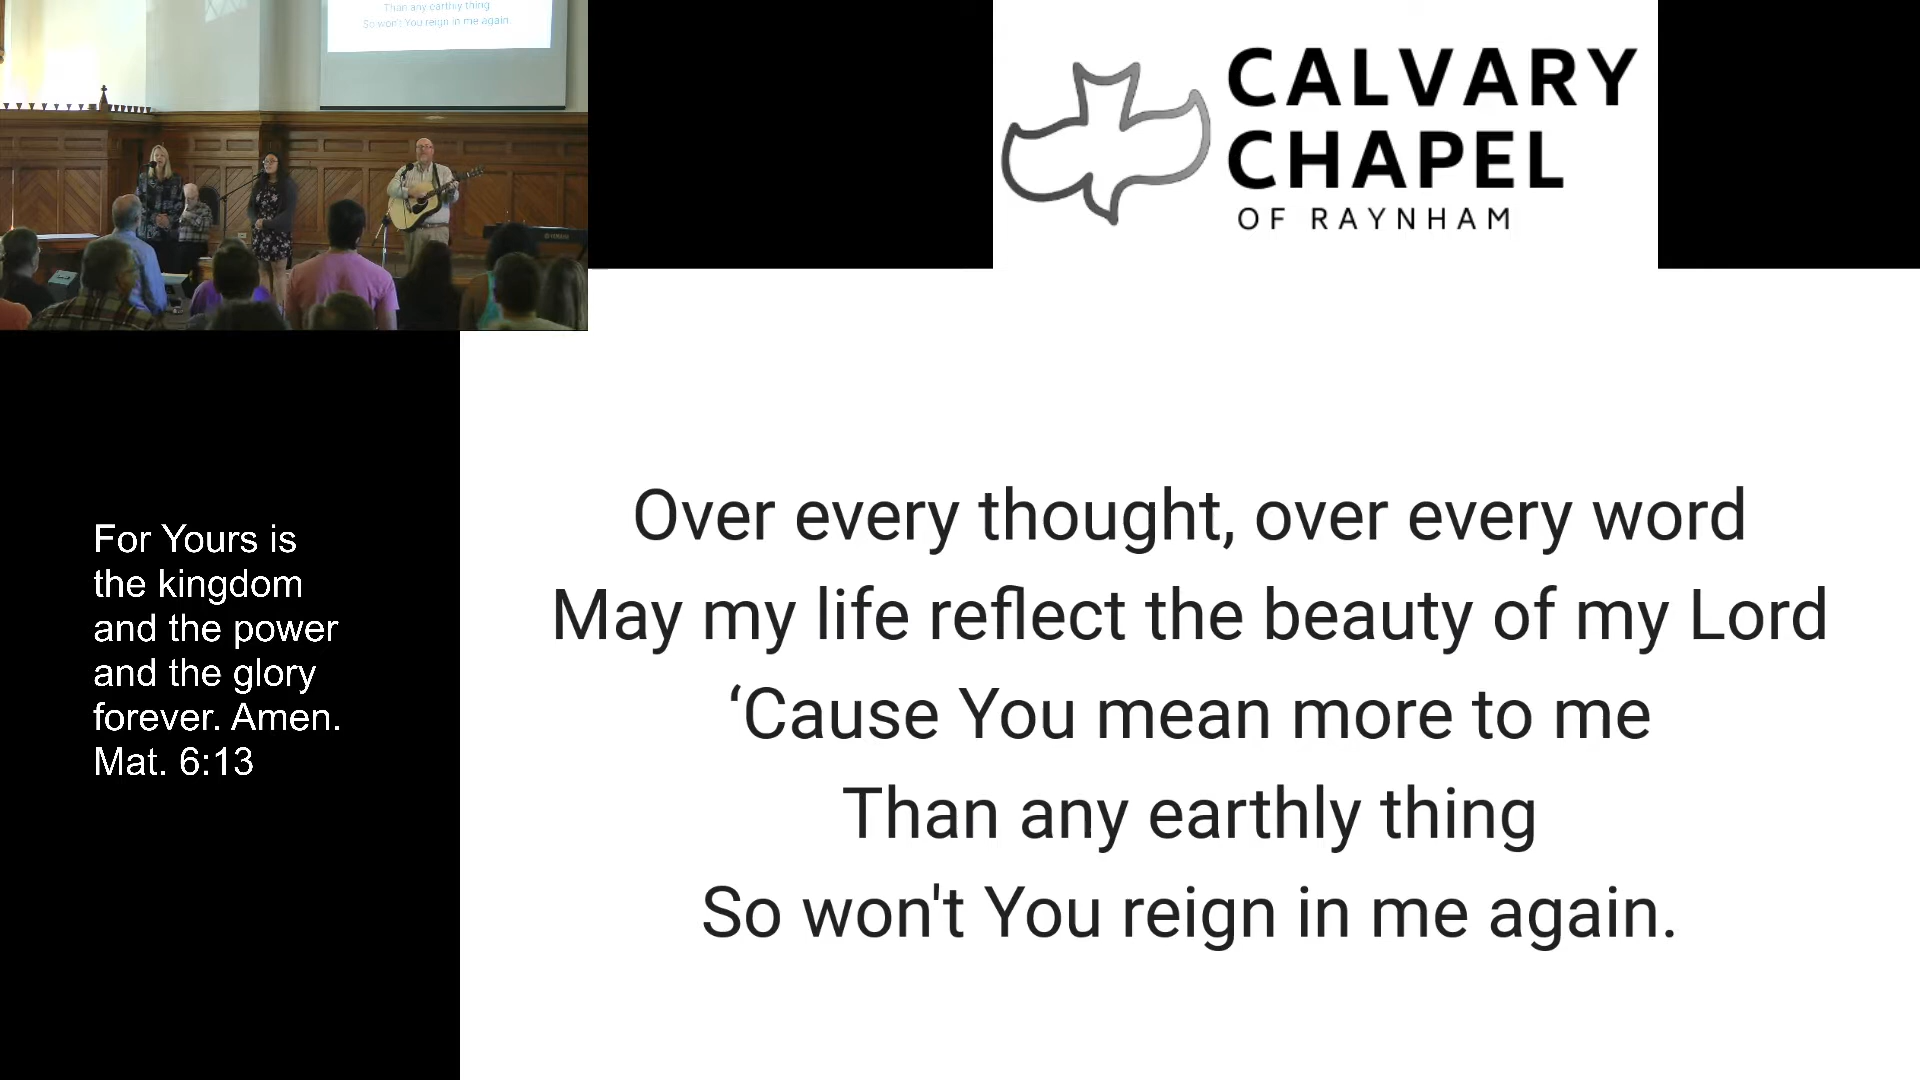 Than any earthly thing
So won't You reign in me again.
CALVARY
CHAPEL
OF RAYNHAM
For Yours is
the kingdom
and the power
and the glory
forever. Amen.
Mat. 6:13
Over every thought, over every word
May my life reflect the beauty of my Lord
‘Cause You mean more to me
Than any earthly thing
So won't You reign in me again.